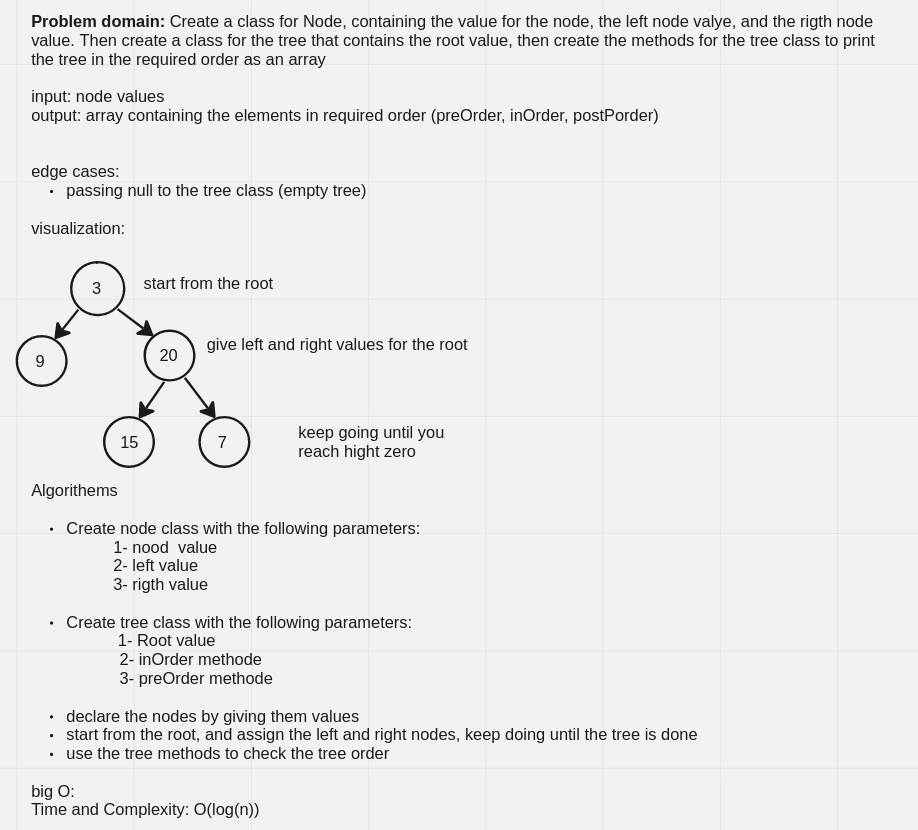 Problem domain: Create a class for Node, containing the value for the node, the left node valye, and the rigth node
value. Then create a class for the tree that contains the root value, then create the methods for the tree class to print
the tree in the required order as an array
input: node values
output: array containing the elements in required order (preOrder, inOrder, postPorder)
edge cases:
• passing null to the tree class (empty tree)
visualization:
3
start from the root
9
20
give left and right values for the root
15
7
keep going until you
reach hight zero
Algorithems
• Create node class with the following parameters:
1- nood  value
2- left value
3- rigth value
• Create tree class with the following parameters:
1- Root value
2- inOrder methode
3- preOrder methode
• declare the nodes by giving them values
• start from the root, and assign the left and right nodes, keep doing until the tree is done
• use the tree methods to check the tree order
big O:
Time and Complexity: O(log(n))